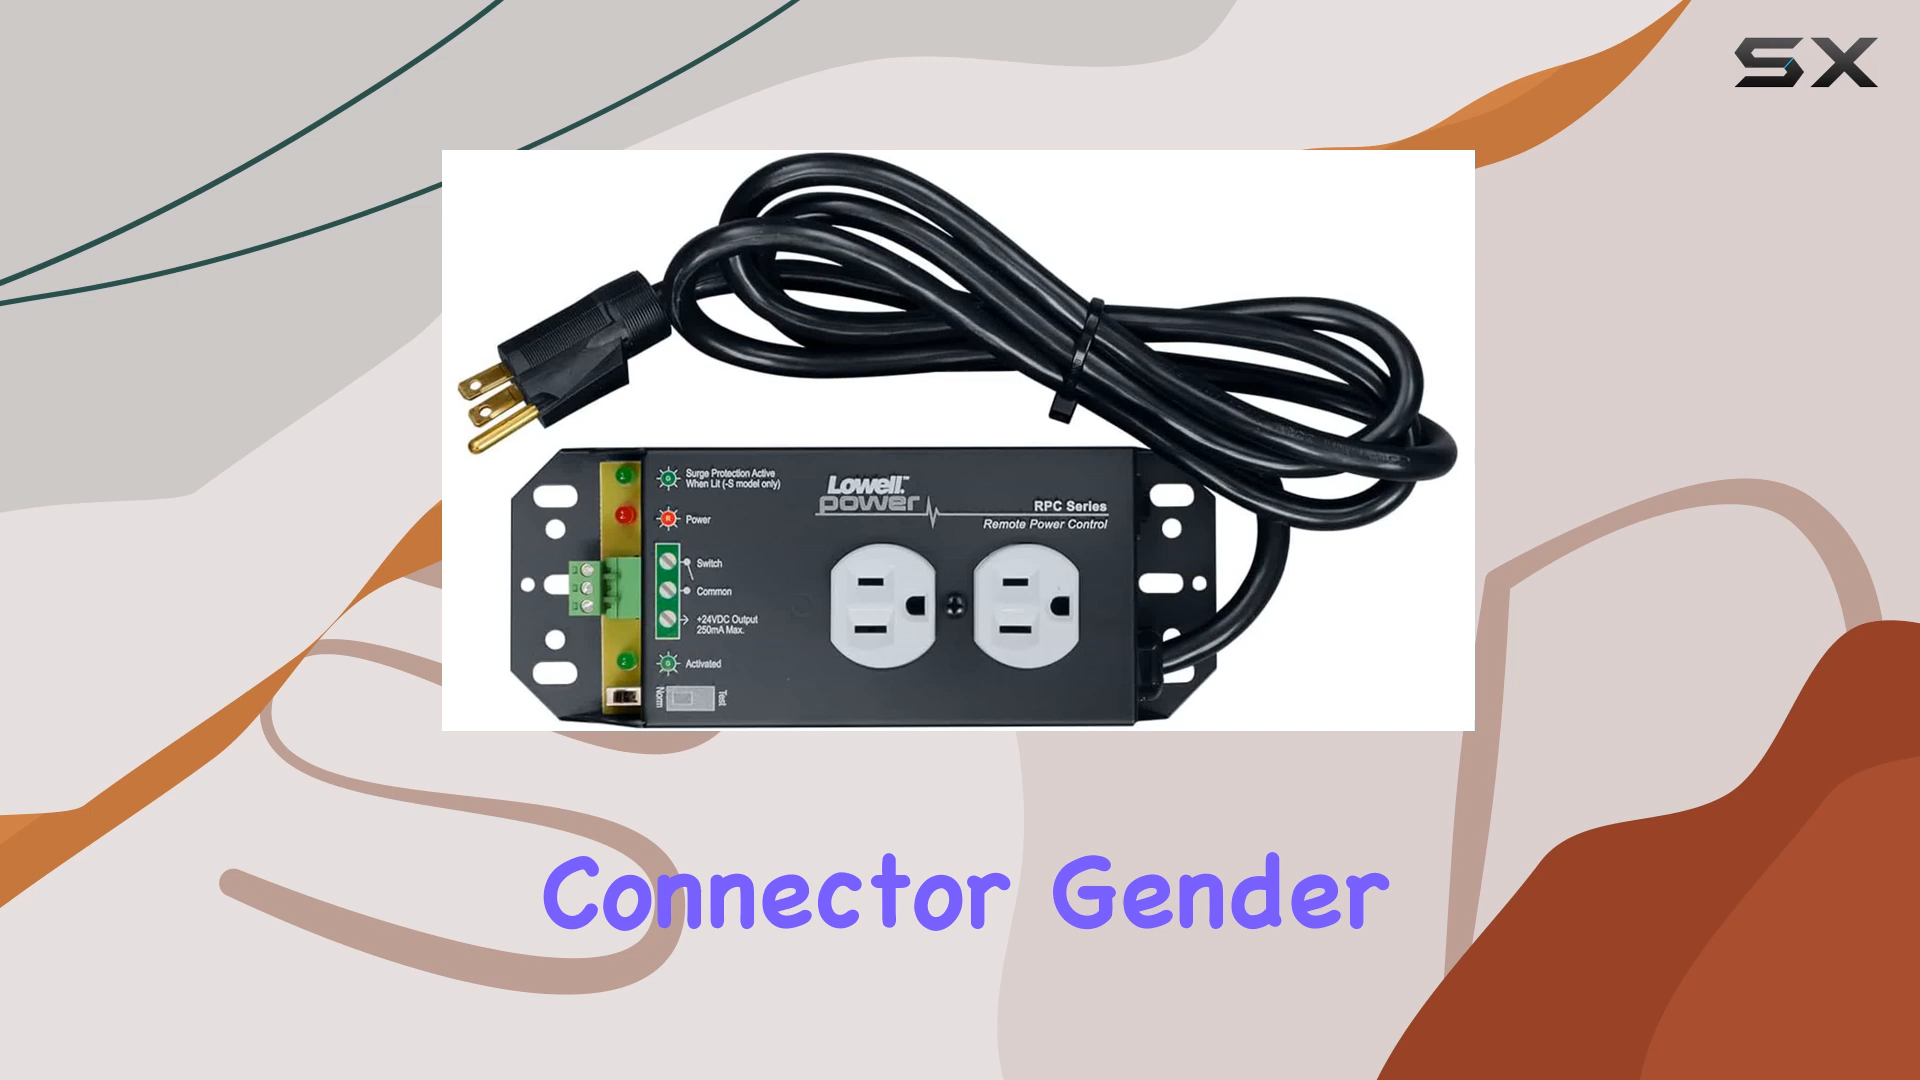 SX
Surge Protection Active
When Lit (-S model only)
Lowell™
power
RPC Series
Remote Power Control
Power
Switch
Common
+24VDC Output
250mA Max.
Activated
Norm
Test
Connector Gender